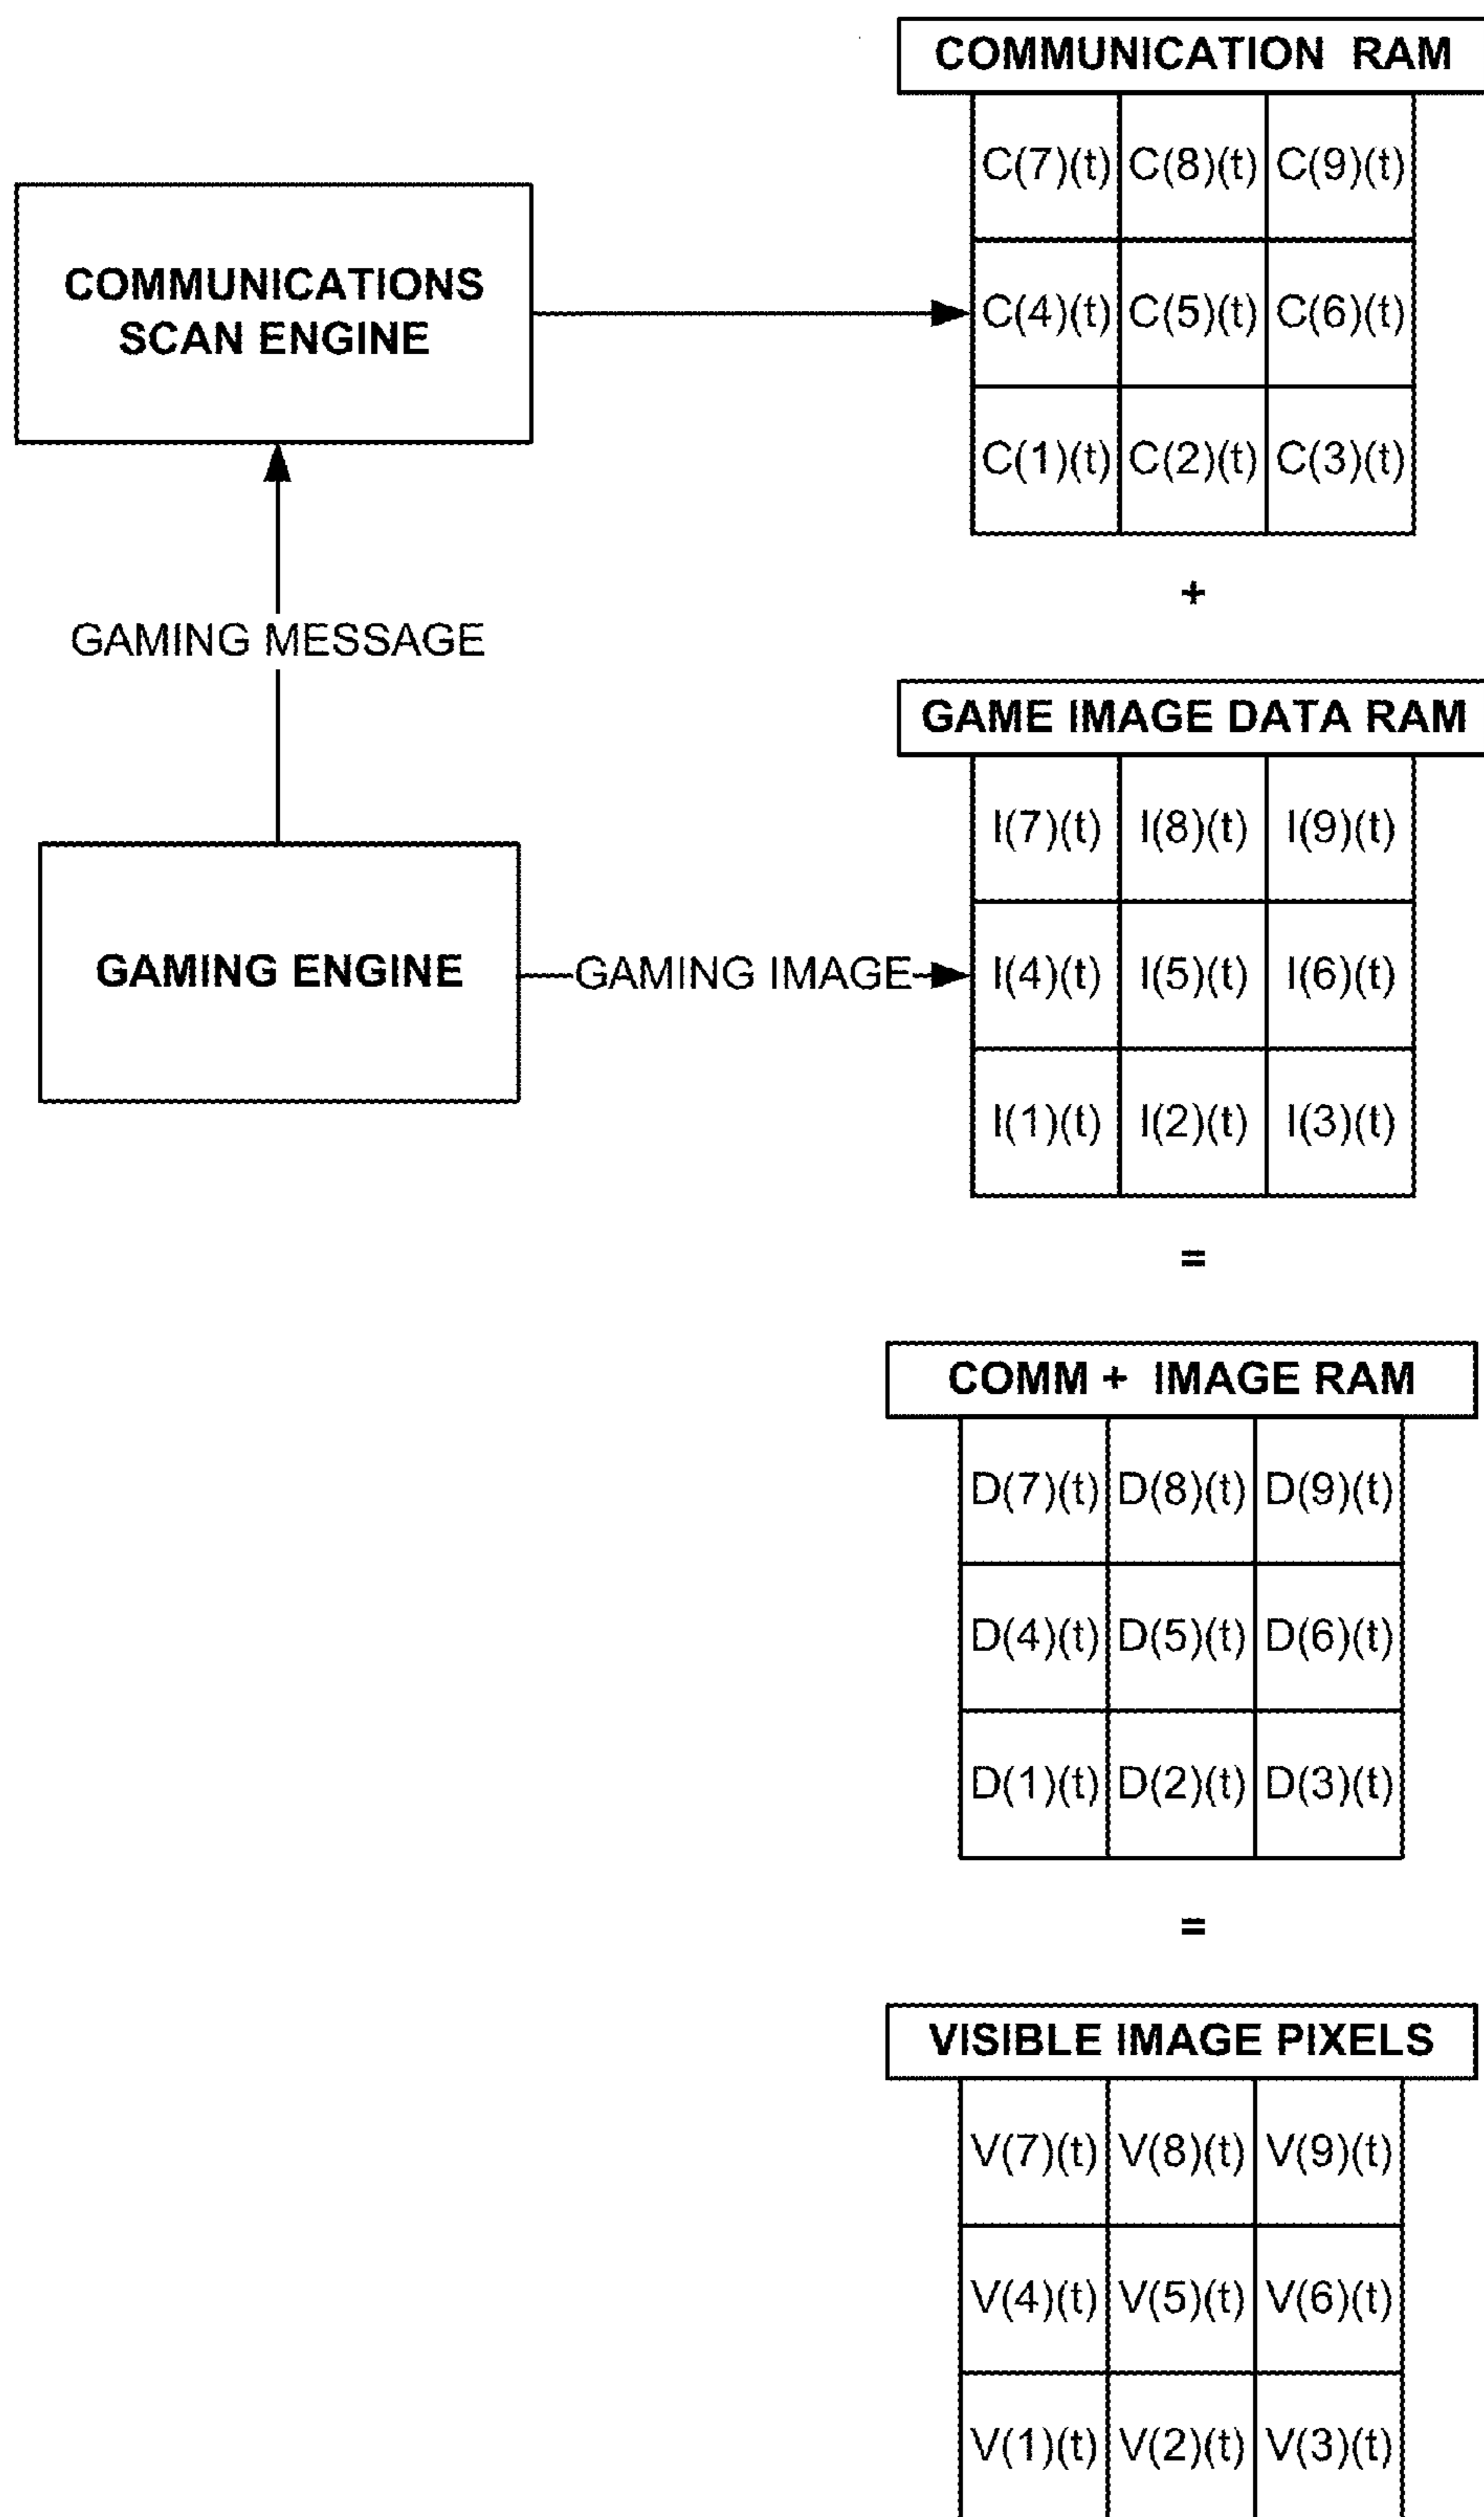 COMMUNICATION RAM
C(7)(t) C(8)(t) C(9)(t)
COMMUNICATIONS
SCAN ENGINE
C(4)(t) C(5)(t) C(6)(t)
C(1)(t) C(2)(t) C(3)(t)
+
GAMING MESSAGE
GAME IMAGE DATA RAM
I(7)(t) I(8)(t) I(9)(t)
GAMING ENGINE
GAMING IMAGE
I(4)(t) I(5)(t) I(6)(t)
I(1)(t) I(2)(t) I(3)(t)
=
COMM + IMAGE RAM
D(7)(t) D(8)(t) D(9)(t)
D(4)(t) D(5)(t) D(6)(t)
D(1)(t) D(2)(t) D(3)(t)
=
VISIBLE IMAGE PIXELS
V(7)(t) V(8)(t) V(9)(t)
V(4)(t) V(5)(t) V(6)(t)
V(1)(t) V(2)(t) V(3)(t)